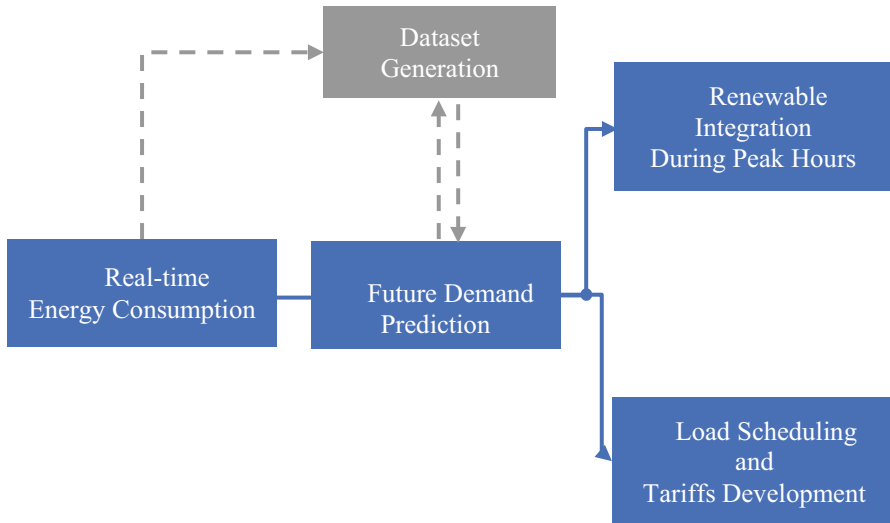 Dataset
Generation
Renewable
Integration
During Peak Hours
Real-time
Energy Consumption
Future Demand
Prediction
Load Scheduling
and
Tariffs Development